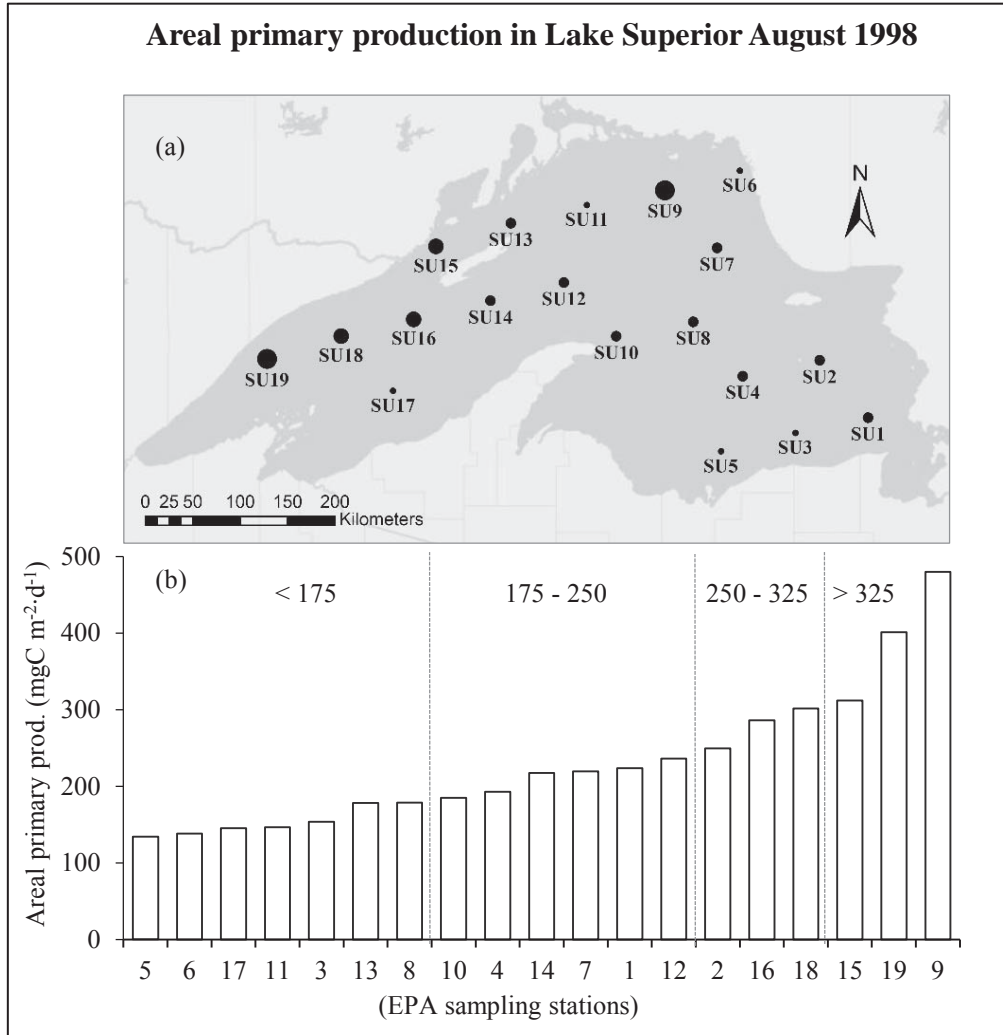 Areal primary production in Lake Superior August 1998
(a)
N
SU6
SU9
SU11
SU13
SU7
SU15
SU12
SU14
SU8
SU16
SU10
SU18
SU19
SU2
SU4
SU17
SU1
SU3
SU5
0 25 50 100 150 200
Kilometers
(b)
< 175 175 - 250 250 - 325 > 325
Areal primary prod. (mgC m⁻²·d⁻¹)
500
400
300
200
100
0
5 6 17 11 3 13 8 10 4 14 7 1 12 2 16 18 15 19 9
(EPA sampling stations)